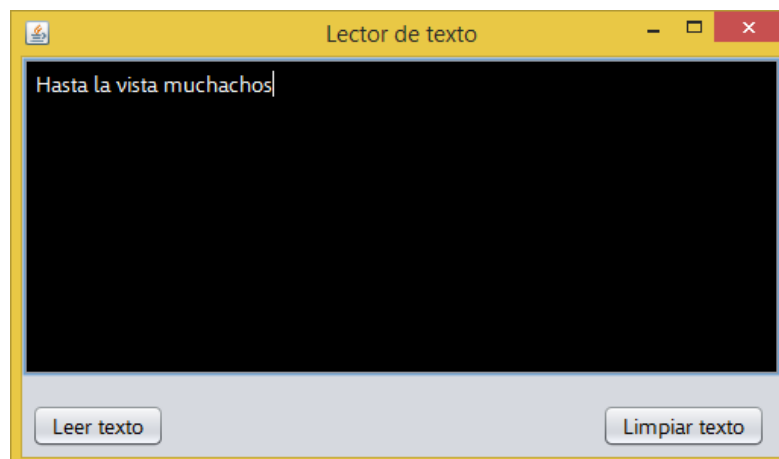 Lector de texto
Hasta la vista muchachos
Leer texto
Limpiar texto